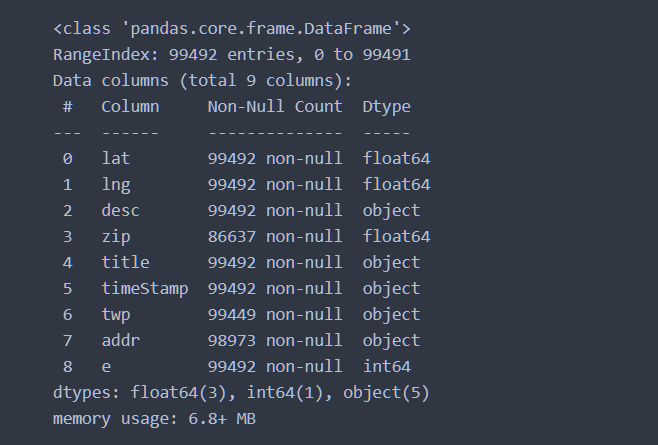 <class 'pandas.core.frame.DataFrame'>
RangeIndex: 99492 entries, 0 to 99491
Data columns (total 9 columns):
 #   Column     Non-Null Count  Dtype
---  ------     --------------  -----
 0   lat        99492 non-null  float64
 1   lng        99492 non-null  float64
 2   desc       99492 non-null  object
 3   zip        86637 non-null  float64
 4   title      99492 non-null  object
 5   timeStamp  99492 non-null  object
 6   twp        99449 non-null  object
 7   addr       98973 non-null  object
 8   e          99492 non-null  int64
dtypes: float64(3), int64(1), object(5)
memory usage: 6.8+ MB